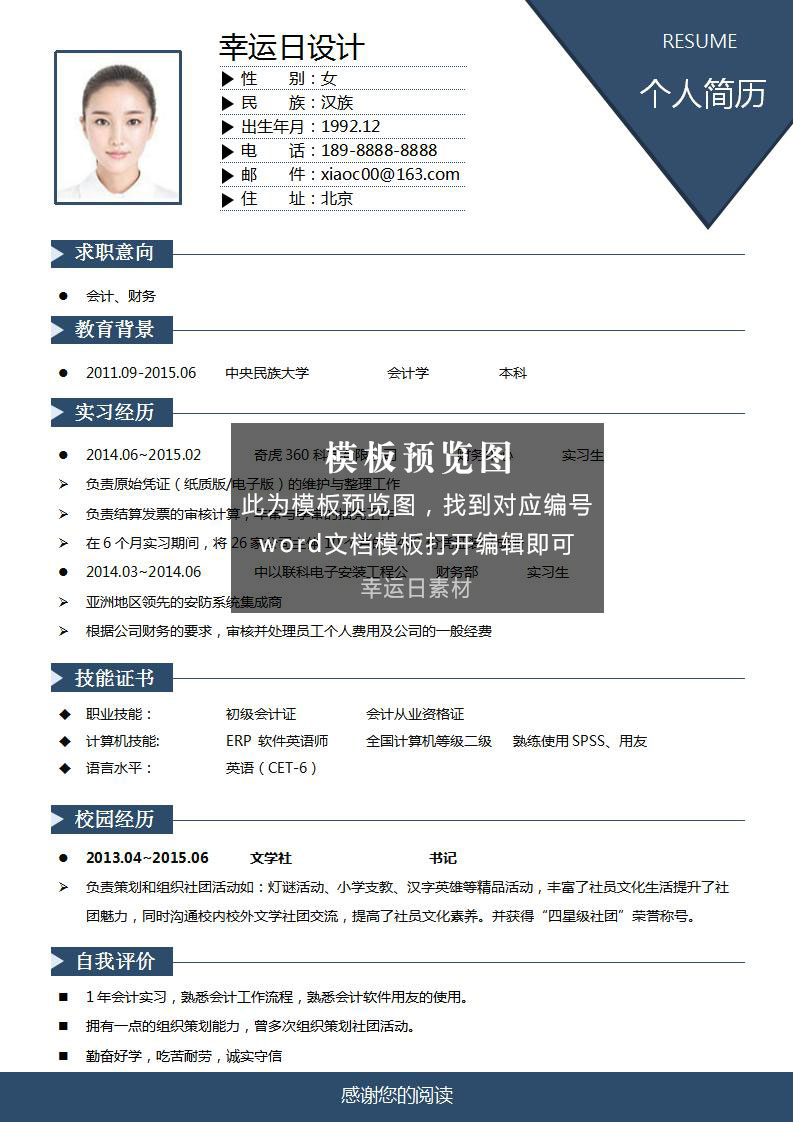 RESUME
个人简历
幸运日设计
性 别：女
民 族：汉族
出生年月：1992.12
电 话：189-8888-8888
邮 件：xiaoc00@163.com
住 址：北京
求职意向
会计、财务
教育背景
2011.09-2015.06 中央民族大学 会计学 本科
实习经历
2014.06~2015.02 奇虎 360 科 实习生
负责原始凭证（纸质版/电子版）的维护与整理工作
负责结算发票的审核计算，
在 6 个月实习期间，将 26
2014.03~2014.06 中以联科电子安装工程公 财务部 实习生
亚洲地区领先的安防系统集成商
根据公司财务的要求，审核并处理员工个人费用及公司的一般经费
模板预览图
此为模板预览图，找到对应编号
word文档模板打开编辑即可
幸运日素材
技能证书
职业技能： 初级会计证 会计从业资格证
计算机技能: ERP 软件英语师 全国计算机等级二级 熟练使用 SPSS、用友
语言水平： 英语（CET-6）
校园经历
2013.04~2015.06 文学社 书记
负责策划和组织社团活动如：灯谜活动、小学支教、汉字英雄等精品活动，丰富了社员文化生活提升了社
团魅力，同时沟通校内校外文学社团交流，提高了社员文化素养。并获得“四星级社团”荣誉称号。
自我评价
1 年会计实习，熟悉会计工作流程，熟悉会计软件用友的使用。
拥有一点的组织策划能力，曾多次组织策划社团活动。
勤奋好学，吃苦耐劳，诚实守信
感谢您的阅读